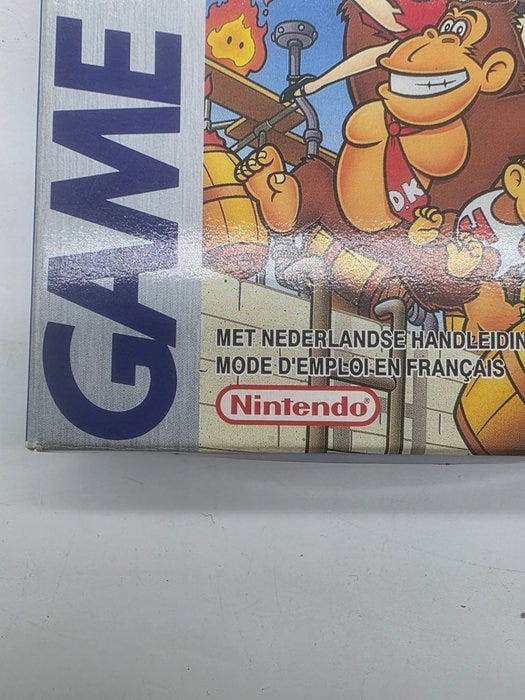 GAME
DK
MET NEDERLANDSE HANDLEIDIN
MODE D'EMPLOI EN FRANÇAIS
Nintendo®